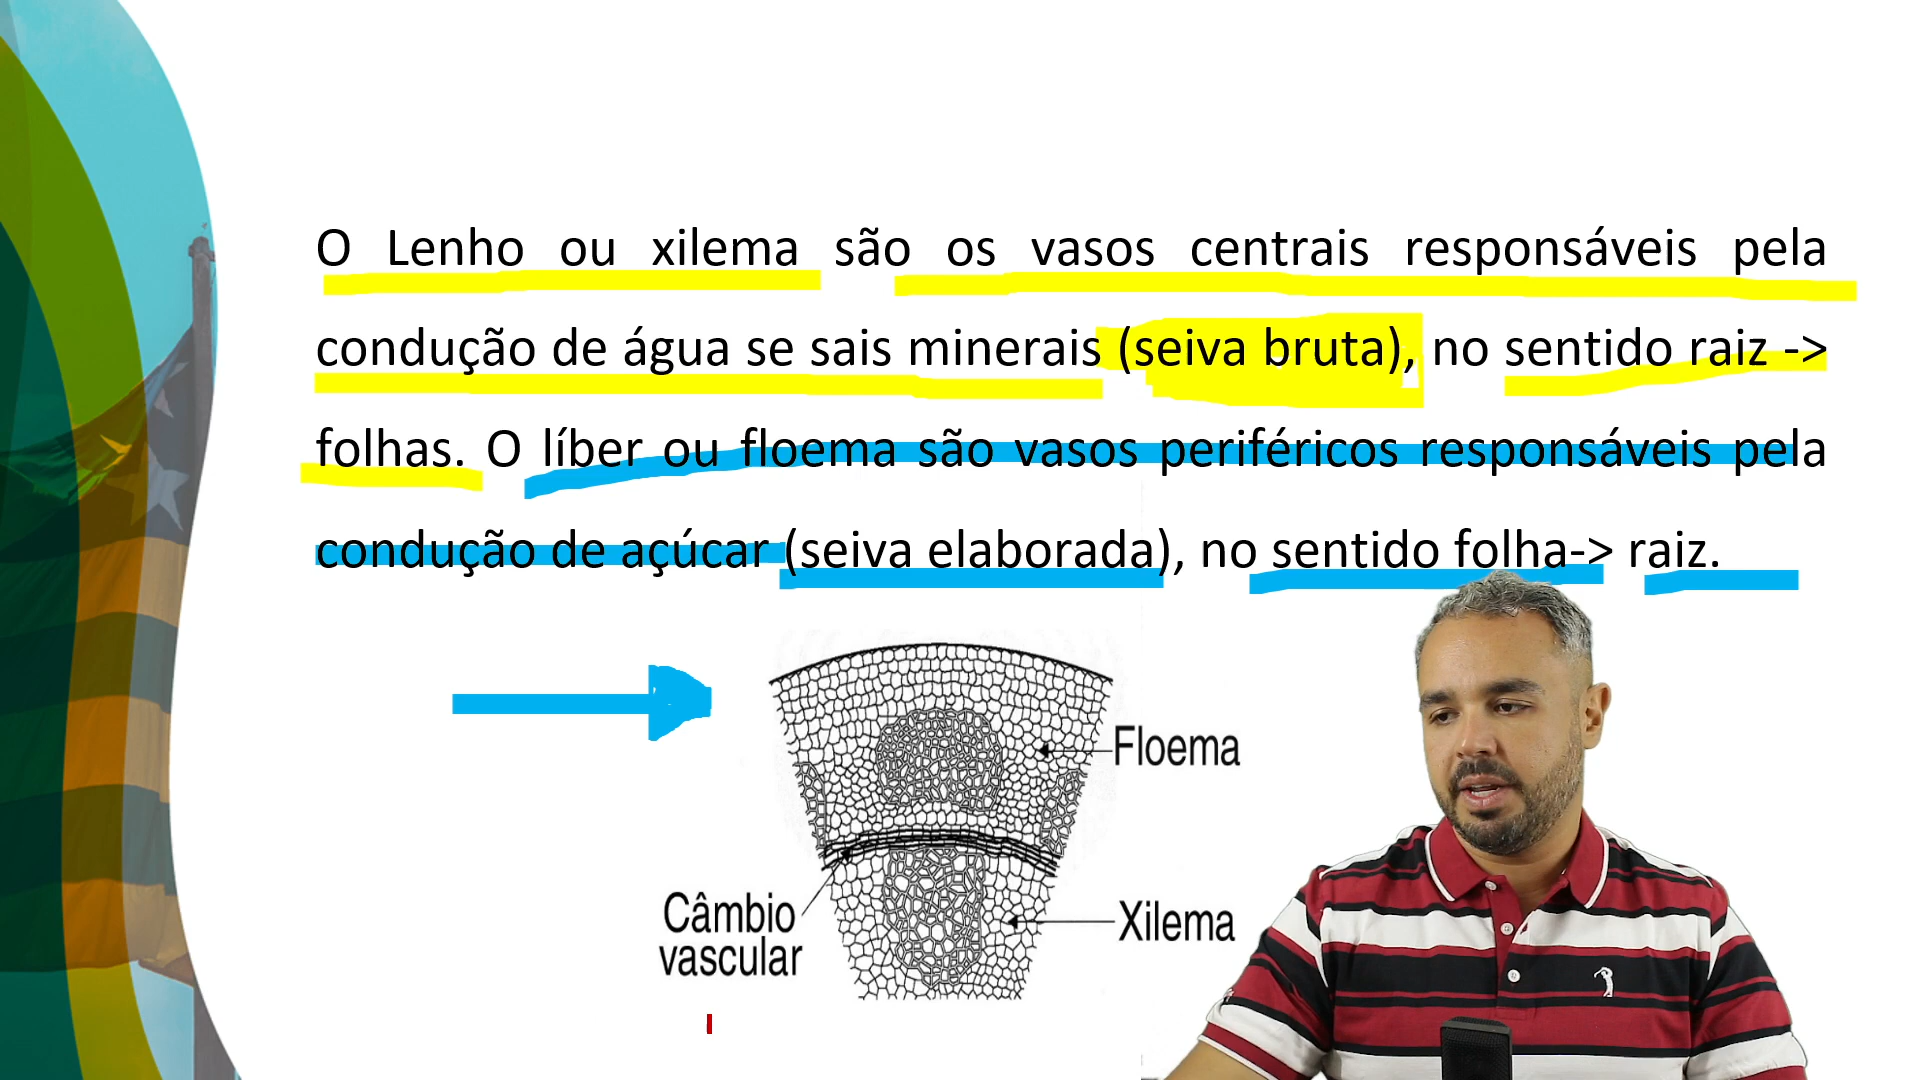 O Lenho ou xilema são os vasos centrais responsáveis pela
condução de água se sais minerais (seiva bruta), no sentido raiz ->
folhas. O líber ou floema são vasos periféricos responsáveis pela
condução de açúcar (seiva elaborada), no sentido folha-> raiz.
Floema
Câmbio
vascular
Xilema